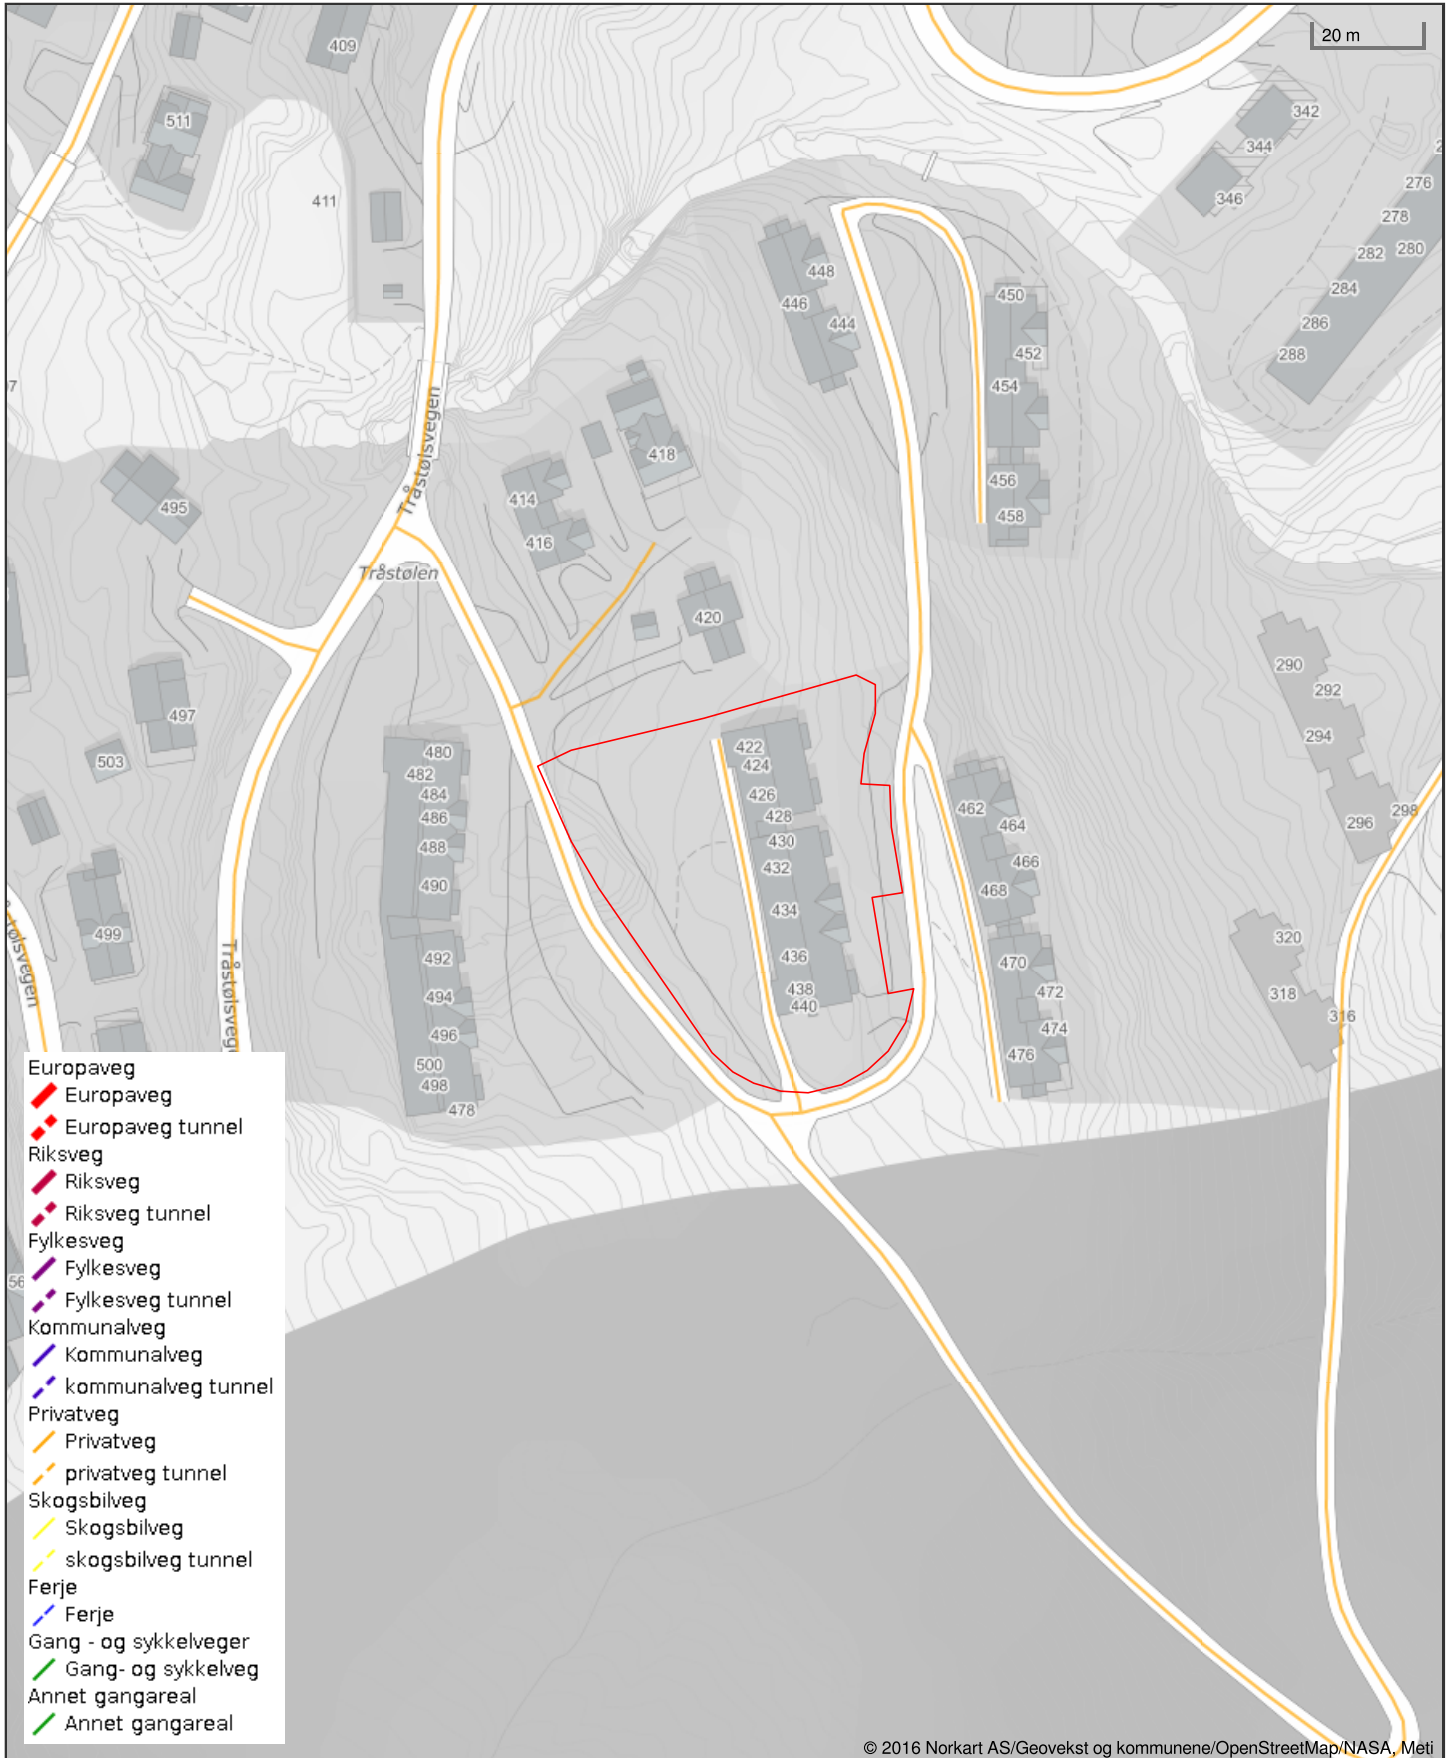 20 m
409
342
511
344
2
276
346
411
278
282
280
448
284
450
446
444
286
452
288
7
454
Tråstølsvegen
418
456
414
495
458
416
Tråstølen
420
290
292
497
294
422
480
503
424
482
426
484
462
298
486
428
464
296
430
488
466
432
490
468
434
499
320
436
492
470
tølsvegen
438
494
472
318
440
316
Tråstølsvege
474
496
476
500
498
478
56
Europaveg
Europaveg
Europaveg tunnel
Riksveg
Riksveg
Riksveg tunnel
Fylkesveg
Fylkesveg
Fylkesveg tunnel
Kommunalveg
Kommunalveg
kommunalveg tunnel
Privatveg
Privatveg
privatveg tunnel
Skogsbilveg
Skogsbilveg
skogsbilveg tunnel
Ferje
Ferje
Gang - og sykkelveger
Gang- og sykkelveg
Annet gangareal
Annet gangareal
© 2016 Norkart AS/Geovekst og kommunene/OpenStreetMap/NASA, Meti